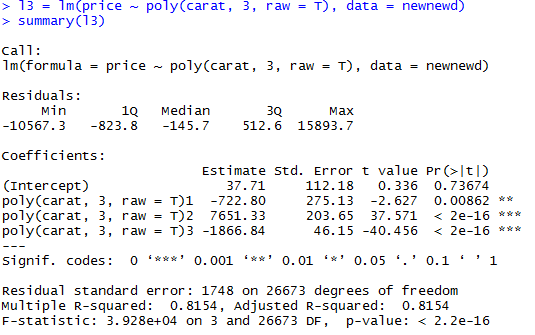 > l3 = lm(price ~ poly(carat, 3, raw = T), data = newnewd)
> summary(l3)
Call:
lm(formula = price ~ poly(carat, 3, raw = T), data = newnewd)
Residuals:
     Min       1Q   Median       3Q      Max
-10567.3   -823.8   -145.7    512.6  15893.7
Coefficients:
                         Estimate Std. Error t value Pr(>|t|)
(Intercept)                 37.71     112.18   0.336  0.73674
poly(carat, 3, raw = T)1  -722.80     275.13  -2.627  0.00862 **
poly(carat, 3, raw = T)2  7651.33     203.65  37.571  < 2e-16 ***
poly(carat, 3, raw = T)3 -1866.84      46.15 -40.456  < 2e-16 ***
---
Signif. codes:  0 ‘***’ 0.001 ‘**’ 0.01 ‘*’ 0.05 ‘.’ 0.1 ‘ ’ 1
Residual standard error: 1748 on 26673 degrees of freedom
Multiple R-squared:  0.8154, Adjusted R-squared:  0.8154
F-statistic: 3.928e+04 on 3 and 26673 DF,  p-value: < 2.2e-16